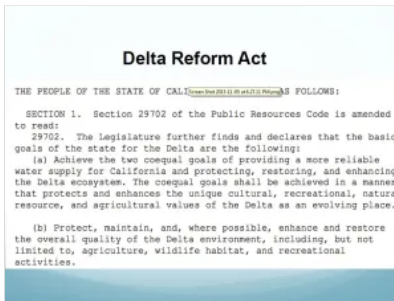 Delta Reform Act
THE PEOPLE OF THE STATE OF CALI AS FOLLOWS:
SECTION 1. Section 29702 of the Public Resources Code is amended
to read:
29702. The Legislature further finds and declares that the basic
goals of the state for the Delta are the following:
(a) Achieve the two coequal goals of providing a more reliable
water supply for California and protecting, restoring, and enhancing
the Delta ecosystem. The coequal goals shall be achieved in a manner
that protects and enhances the unique cultural, recreational, natura
resource, and agricultural values of the Delta as an evolving place.
(b) Protect, maintain, and, where possible, enhance and restore
the overall quality of the Delta environment, including, but not
limited to, agriculture, wildlife habitat, and recreational
activities.